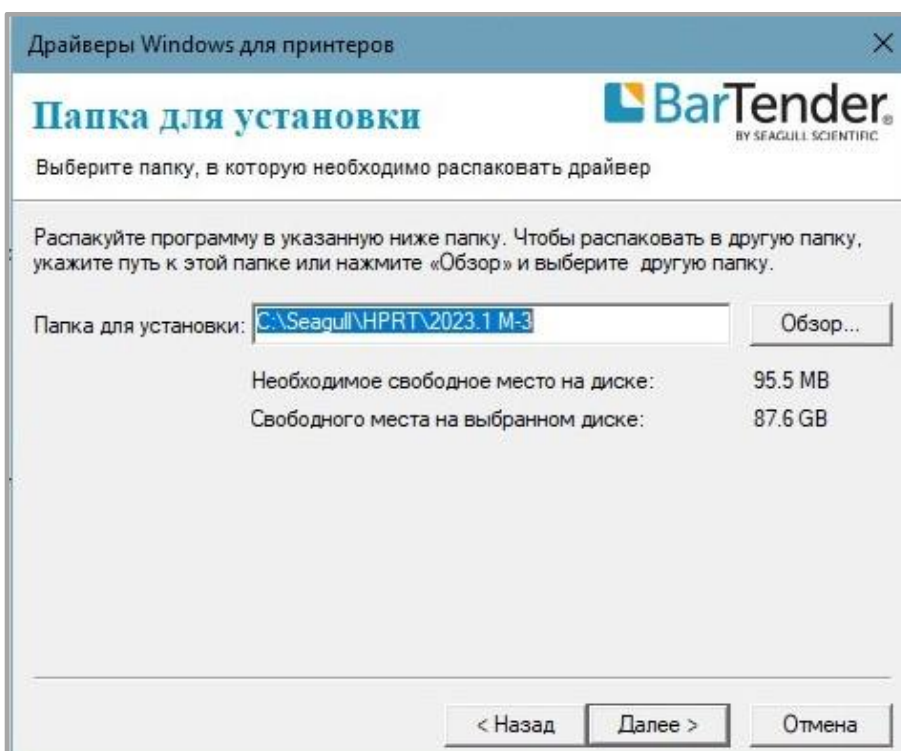 Драйверы Windows для принтеров
Папка для установки
BarTender®
BY SEAGULL SCIENTIFIC
Выберите папку, в которую необходимо распаковать драйвер
Распакуйте программу в указанную ниже папку. Чтобы распаковать в другую папку,
укажите путь к этой папке или нажмите «Обзор» и выберите другую папку.
Папка для установки: C:\Seagull\HPRT\2023.1 M-3 Обзор...
Необходимое свободное место на диске: 95.5 MB
Свободного места на выбранном диске: 87.6 GB
< Назад Далее > Отмена